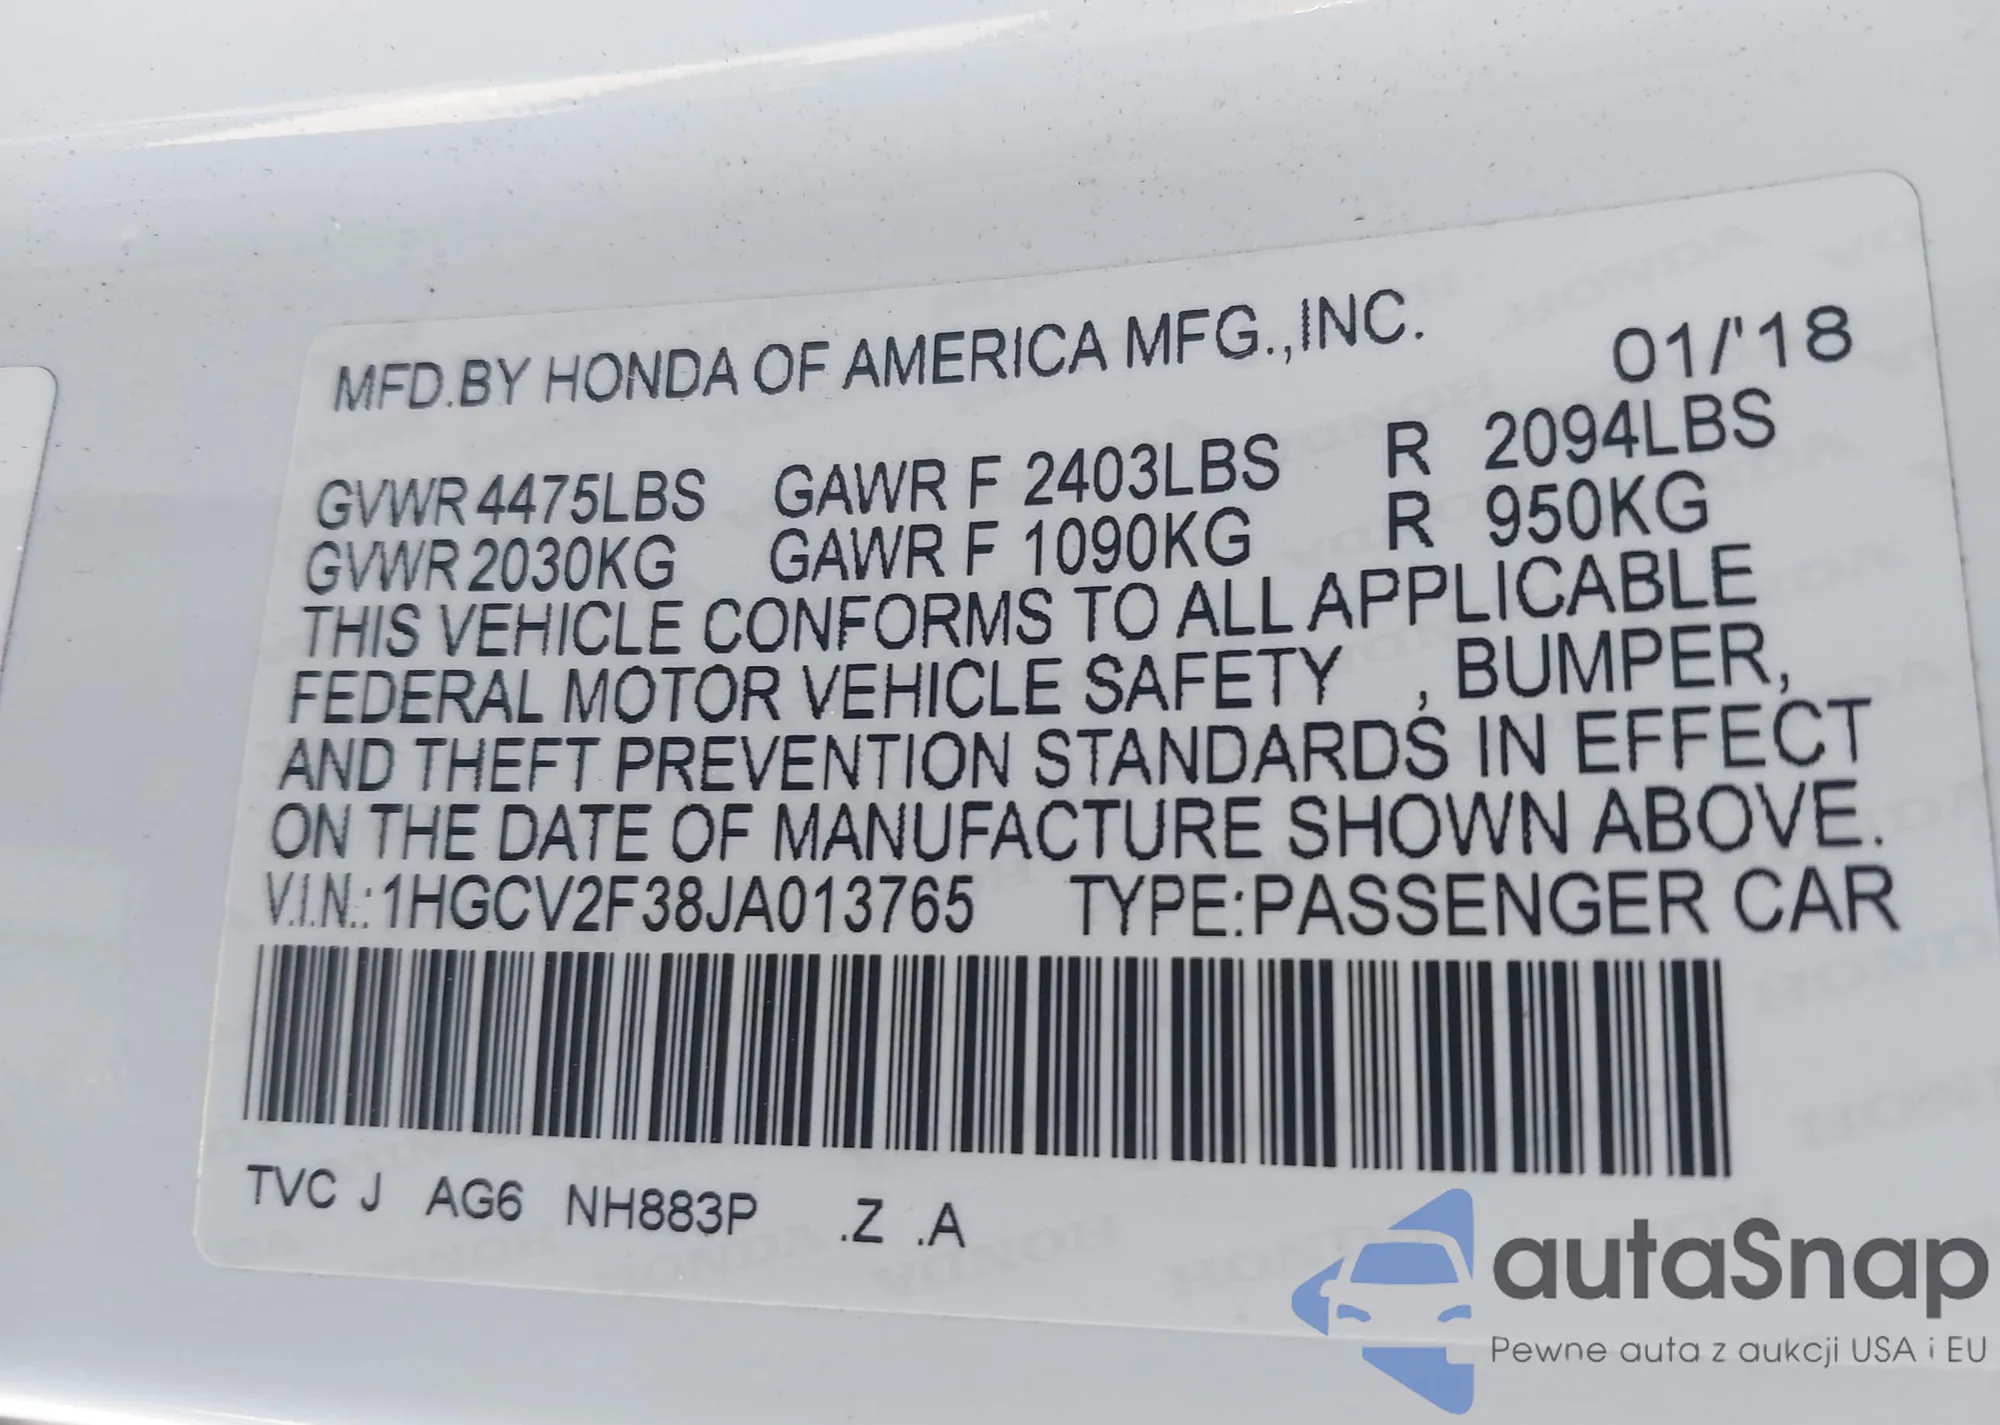 MFD.BY HONDA OF AMERICA MFG.,INC. 01/'18
GVWR 4475LBS GAWR F 2403LBS R 2094LBS
GVWR 2030KG GAWR F 1090KG R 950KG
THIS VEHICLE CONFORMS TO ALL APPLICABLE
FEDERAL MOTOR VEHICLE SAFETY , BUMPER,
AND THEFT PREVENTION STANDARDS IN EFFECT
ON THE DATE OF MANUFACTURE SHOWN ABOVE.
V.I.N.: 1HGCV2F38JA013765 TYPE:PASSENGER CAR
TVC J AG6 NH883P .Z .A
autaSnap
Pewne auta z aukcji USA i EU